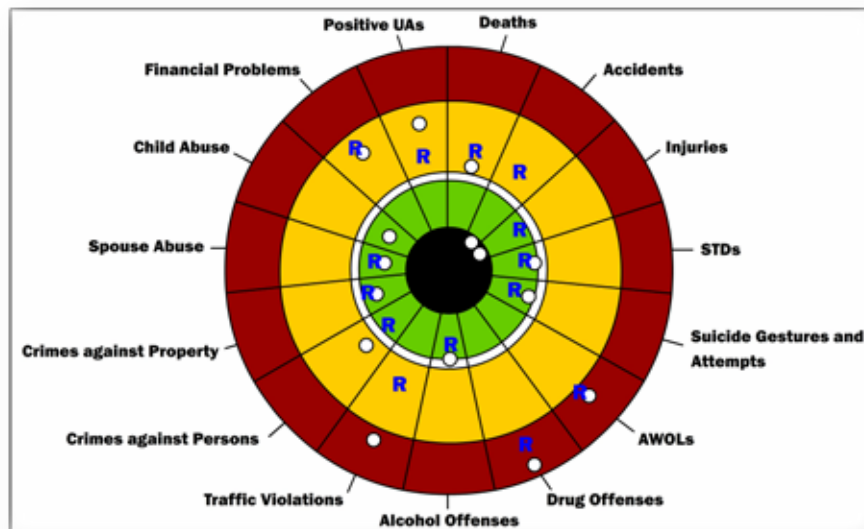 Positive UAs
Deaths
Financial Problems
Accidents
Child Abuse
Injuries
Spouse Abuse
STDs
Crimes against Property
Suicide Gestures and
Attempts
Crimes against Persons
AWOLs
Traffic Violations
Drug Offenses
Alcohol Offenses
R
R
R
R
R
R
R
R
R
R
R
R
R
R